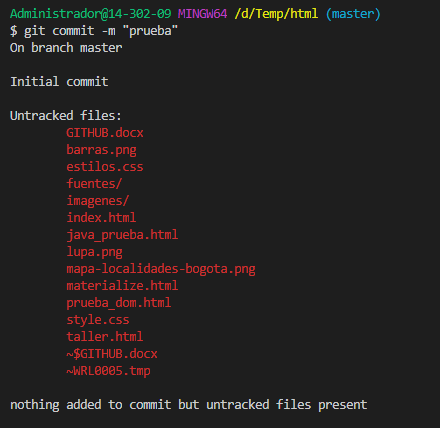 Administrador@14-302-09 MINGW64 /d/Temp/html (master)
$ git commit -m "prueba"
On branch master
Initial commit
Untracked files:
GITHUB.docx
barras.png
estilos.css
fuentes/
imagenes/
index.html
java_prueba.html
lupa.png
mapa-localidades-bogota.png
materialize.html
prueba_dom.html
style.css
taller.html
~$GITHUB.docx
~WRL0005.tmp
nothing added to commit but untracked files present